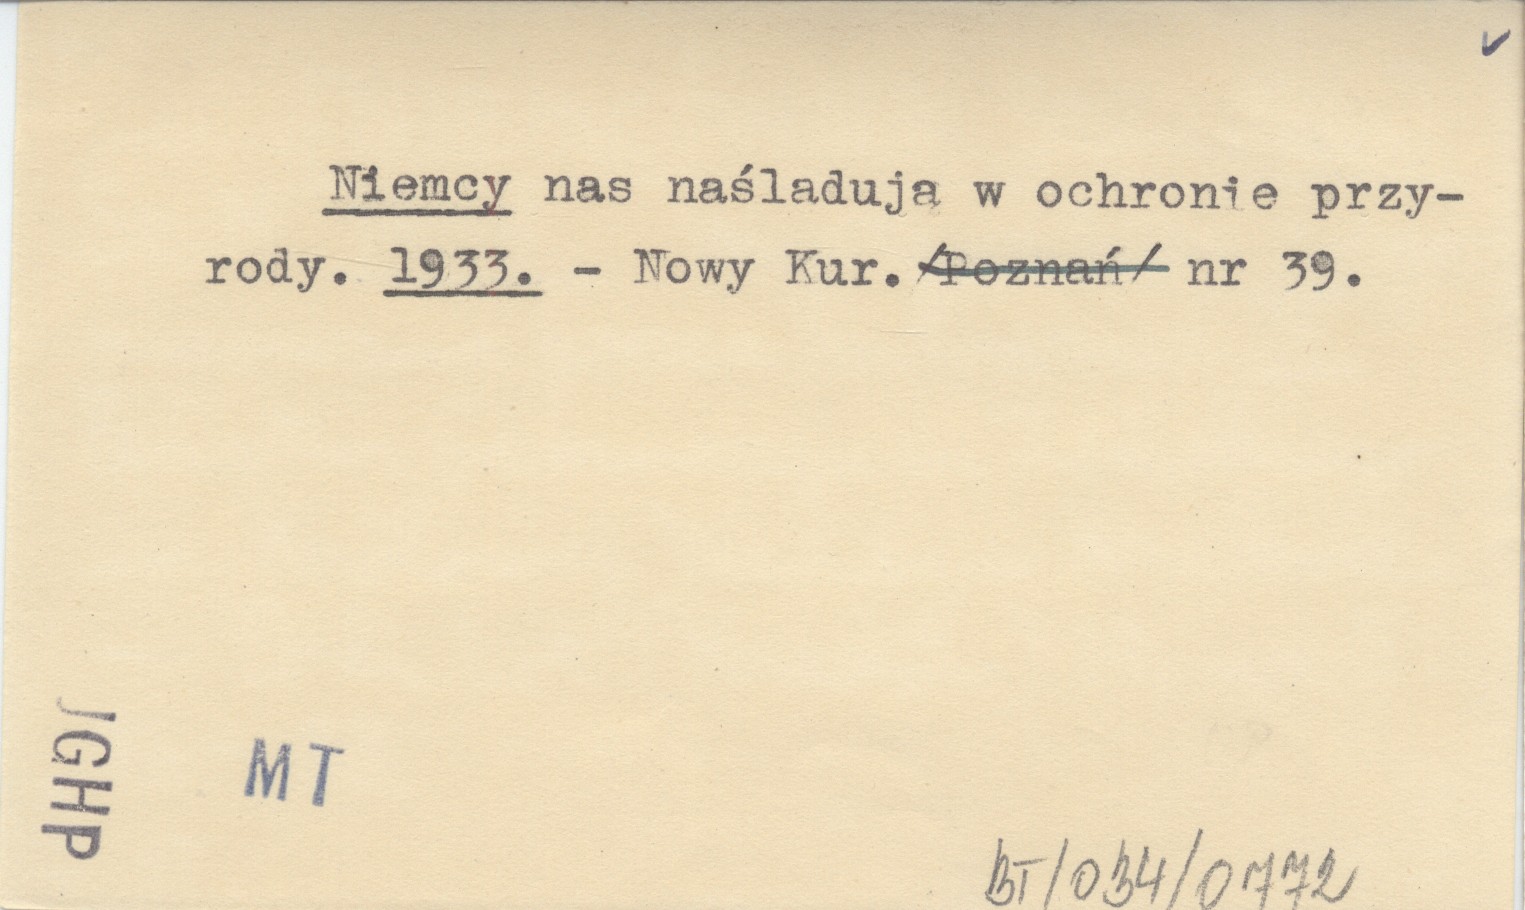 Niemcy nas naśladują w ochronie przy-
rody. 1933. - Nowy Kur. /Poznań/ nr 39.
JGHP
MT
BT/034/0772